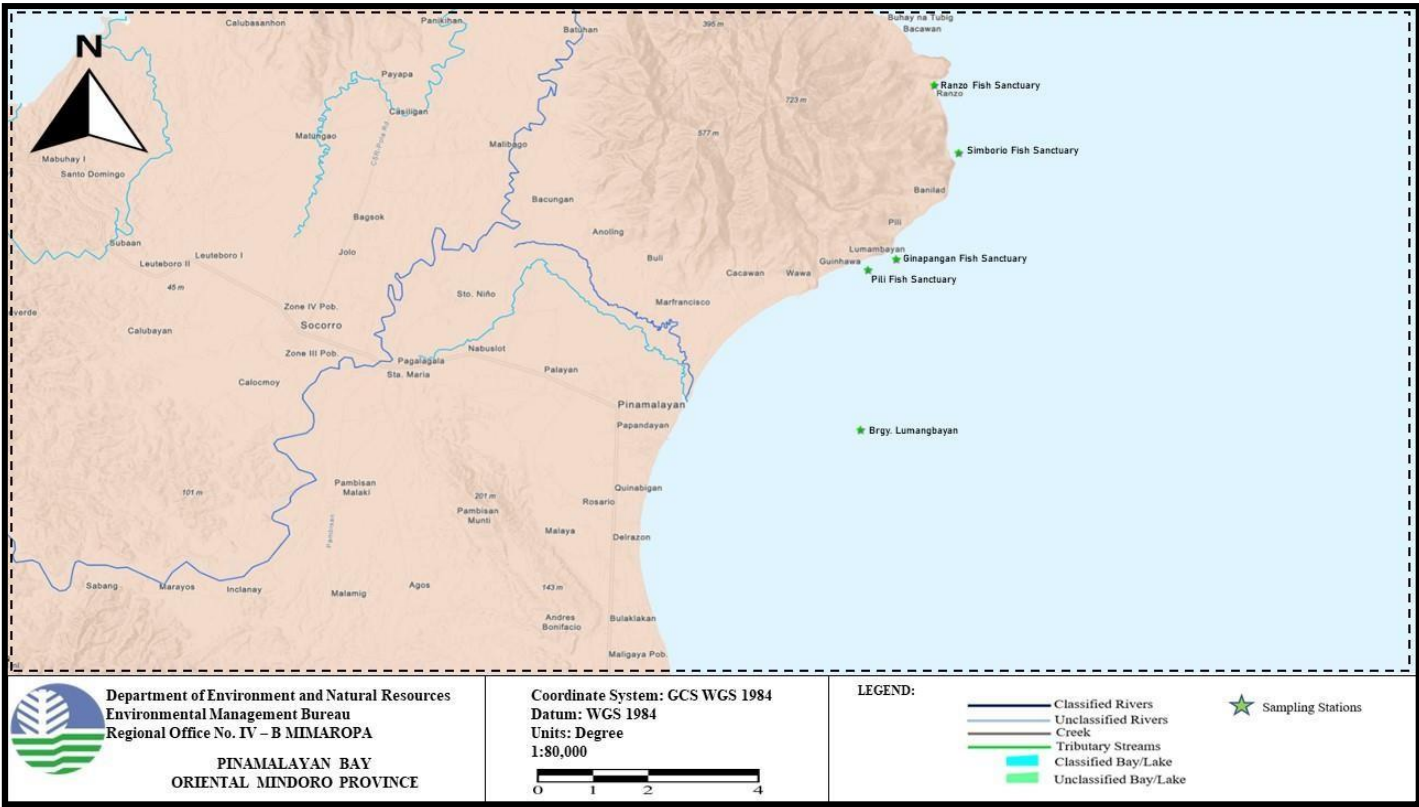 Calubasanhon
Panikihan
Batuhan
395 m
Buhay na Tubig
Bacawan
N
Payapa
Casiligan
723 m
Ranzo Fish Sanctuary
Ranzo
Matungao
CSR-Pola Rd
Malibago
577 m
Mabuhay I
Santo Domingo
Simborio Fish Sanctuary
Bacungan
Banilad
Bagsok
Anoling
Pili
Subaan
Leuteboro II
Leuteboro I
Jolo
Buli
Lumambayan
Guinhawa
Ginapangan Fish Sanctuary
Cacawan
Wawa
Pili Fish Sanctuary
45 m
Sto. Niño
Marfrancisco
verde
Zone IV Pob.
Socorro
Calubayan
Zone III Pob.
Pagalagala
Nabuslot
Sta. Maria
Palayan
Calocmoy
Pinamalayan
Papandayan
Brgy. Lumangbayan
Pambisan
Malaki
101 m
201 m
Quinabigan
Rosario
Pambisan
Munti
Malaya
Delrazon
Sabang
Marayos
Inclanay
Malamig
Agos
143 m
Andres
Bonifacio
Bulaklakan
Maligaya Pob.
Department of Environment and Natural Resources
Environmental Management Bureau
Regional Office No. IV – B MIMAROPA
PINAMALAYAN BAY
ORIENTAL MINDORO PROVINCE
Coordinate System: GCS WGS 1984
Datum: WGS 1984
Units: Degree
1:80,000
0 1 2 4
LEGEND:
Classified Rivers
Unclassified Rivers
Creek
Tributary Streams
Classified Bay/Lake
Unclassified Bay/Lake
Sampling Stations